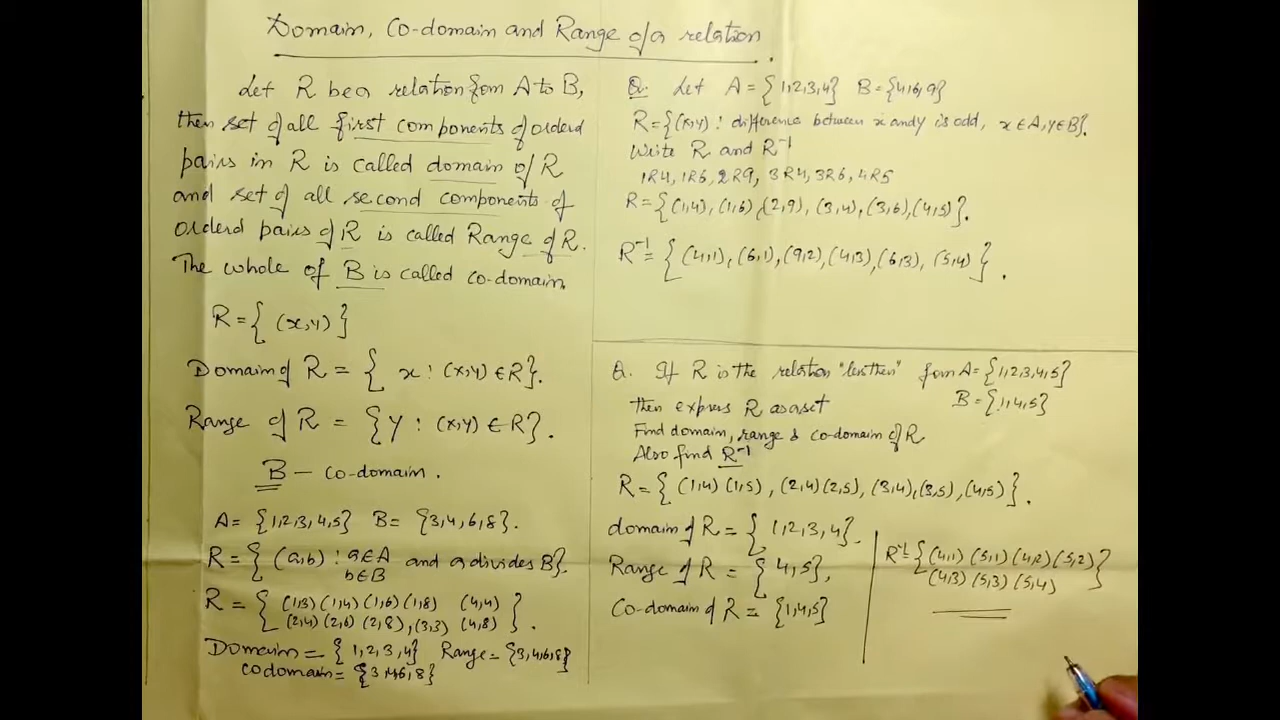 Domain, Co-domain and Range of a relation.
Let R be a relation from A to B,
then set of all first components of orderd
pairs in R is called domain of R
and set of all second components of
orderd pairs of R is called Range of R.
The whole of B is called co-domain.
R = { (x,y) }
Domain of R = { x : (x,y) ∈ R }.
Range of R = { y : (x,y) ∈ R } .
B - co-domain .
A = {1,2,3,4,5} B = {3,4,6,8}.
R = { (a,b) : a∈A and a divides B}.
b∈B
R = { (1,3) (1,4) (1,6) (1,8) (4,4)
(2,4) (2,6) (2,8), (3,3) (4,8) } .
Domain = { 1,2,3,4} Range = {3,4,6,8}
codomain = {3,4,6,8}
Q. Let A = {1,2,3,4} B = {4,6,9}
R = {(x,y) : difference between x and y is odd, x∈A, y∈B}.
Write R and R⁻¹
1R4, 1R6, 2R9, 3R4, 3R6, 4R5
R = { (1,4), (1,6), (2,9), (3,4), (3,6), (4,5) }.
R⁻¹ = { (4,1), (6,1), (9,2), (4,3), (6,3), (5,4) } .
Q. If R is the relation "less then" from A = {1,2,3,4,5}
B = {1,4,5}
then express R as a set
Find domain, range & co-domain of R
Also find R⁻¹
R = { (1,4) (1,5) , (2,4) (2,5), (3,4), (3,5), (4,5) } .
domain of R = { 1,2,3,4} .
Range of R = { 4,5},
Co-domain of R = {1,4,5}
R⁻¹ = { (4,1) (5,1) (4,2) (5,2)
(4,3) (5,3) (5,4) }